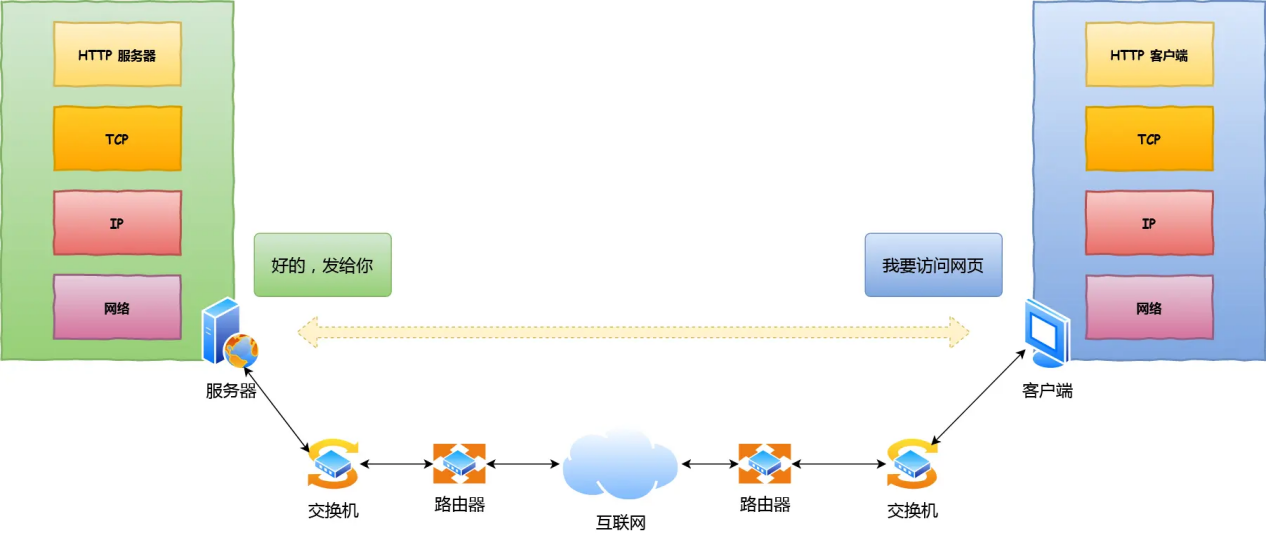 HTTP 服务器
TCP
IP
网络
服务器
好的，发给你
我要访问网页
HTTP 客户端
TCP
IP
网络
客户端
交换机
路由器
互联网
路由器
交换机